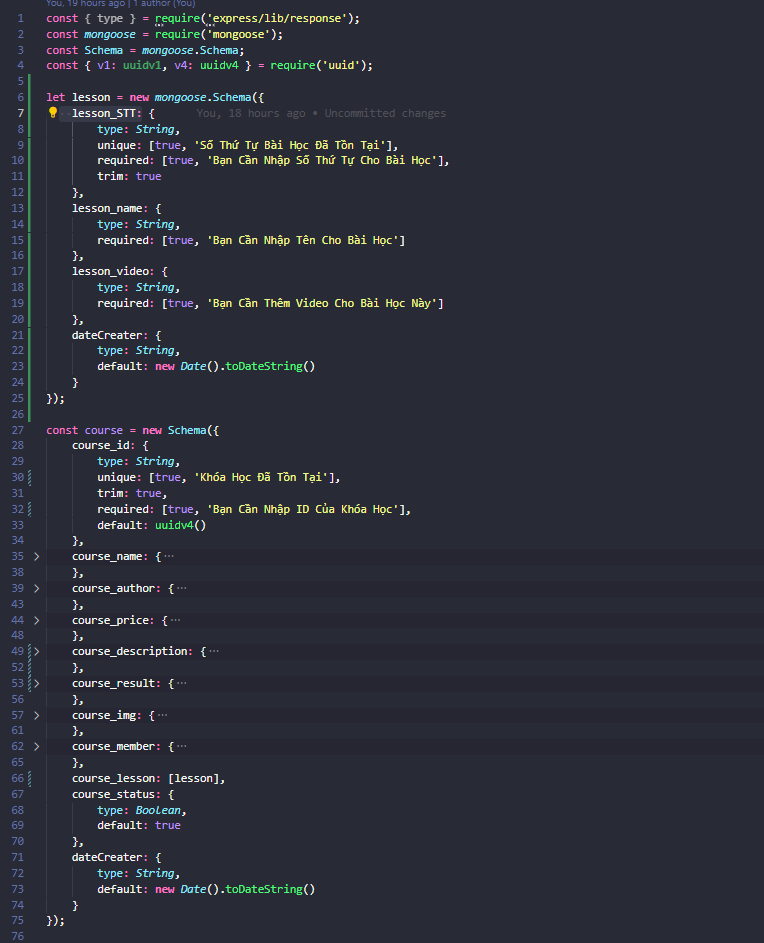 You, 19 hours ago | 1 author (You)
1 const { type } = require('express/lib/response');
2 const mongoose = require('mongoose');
3 const Schema = mongoose.Schema;
4 const { v1: uuidv1, v4: uuidv4 } = require('uuid');
5
6 let lesson = new mongoose.Schema({
7 lesson_STT: { You, 18 hours ago • Uncommitted changes
8 type: String,
9 unique: [true, 'Số Thứ Tự Bài Học Đã Tồn Tại'],
10 required: [true, 'Bạn Cần Nhập Số Thứ Tự Cho Bài Học'],
11 trim: true
12 },
13 lesson_name: {
14 type: String,
15 required: [true, 'Bạn Cần Nhập Tên Cho Bài Học']
16 },
17 lesson_video: {
18 type: String,
19 required: [true, 'Bạn Cần Thêm Video Cho Bài Học Này']
20 },
21 dateCreater: {
22 type: String,
23 default: new Date().toDateString()
24 }
25 });
26
27 const course = new Schema({
28 course_id: {
29 type: String,
30 unique: [true, 'Khóa Học Đã Tồn Tại'],
31 trim: true,
32 required: [true, 'Bạn Cần Nhập ID Của Khóa Học'],
33 default: uuidv4()
34 },
35 course_name: {…
38 },
39 course_author: {…
43 },
44 course_price: {…
48 },
49 course_description: {…
52 },
53 course_result: {…
56 },
57 course_img: {…
61 },
62 course_member: {…
65 },
66 course_lesson: [lesson],
67 course_status: {
68 type: Boolean,
69 default: true
70 },
71 dateCreater: {
72 type: String,
73 default: new Date().toDateString()
74 }
75 });
76